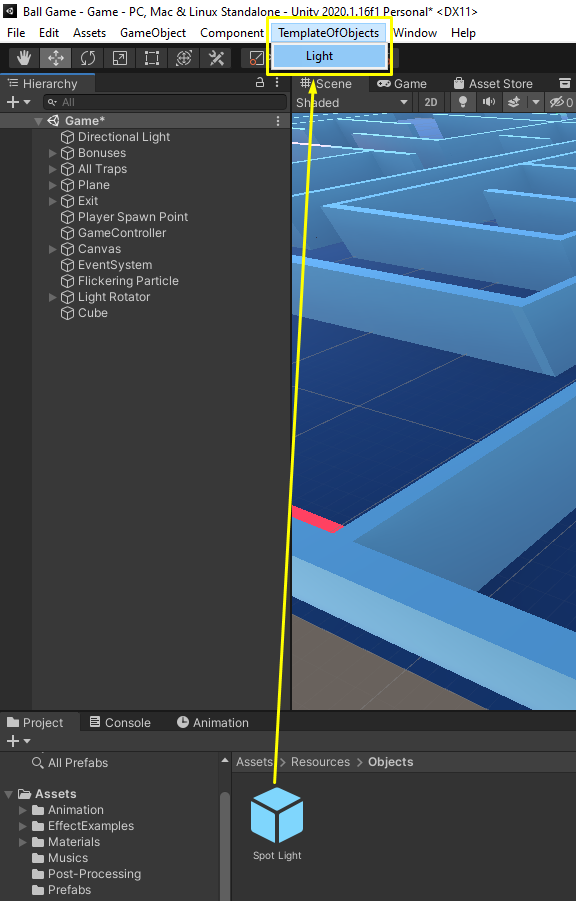 Ball Game - Game - PC, Mac & Linux Standalone - Unity 2020.1.16f1 Personal* <DX11>
File Edit Assets GameObject Component TemplateOfObjects Window Help
Light
Hierarchy
Scene Game Asset Store
All
Shaded 2D 0
Game*
Directional Light
Bonuses
All Traps
Plane
Exit
Player Spawn Point
GameController
Canvas
EventSystem
Flickering Particle
Light Rotator
Cube
Project Console Animation
All Prefabs
Assets > Resources > Objects
Assets
Animation
EffectExamples
Materials
Musics
Post-Processing
Prefabs
Spot Light